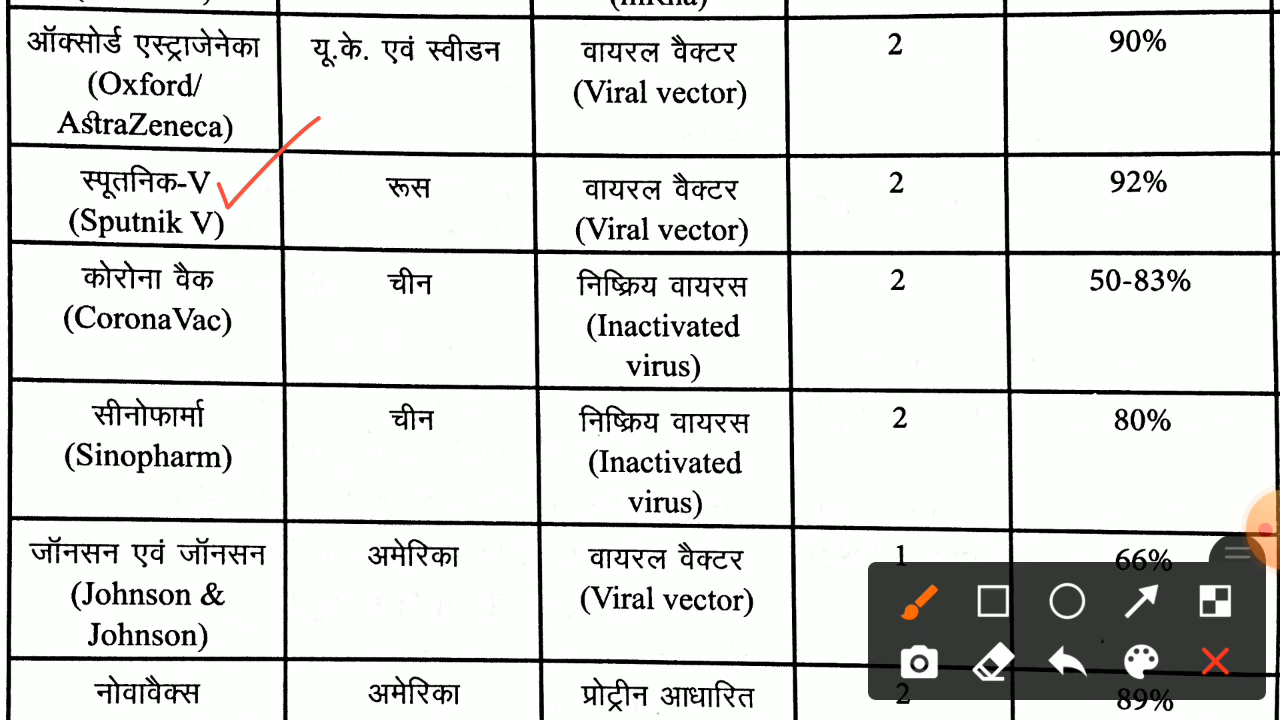 ऑक्सोर्ड एस्ट्राजेनेका
(Oxford/
AstraZeneca)
यू.के. एवं स्वीडन
वायरल वैक्टर
(Viral vector)
2
90%
स्पूतनिक-V
(Sputnik V)
रूस
वायरल वैक्टर
(Viral vector)
2
92%
कोरोना वैक
(CoronaVac)
चीन
निष्क्रिय वायरस
(Inactivated
virus)
2
50-83%
सीनोफार्मा
(Sinopharm)
चीन
निष्क्रिय वायरस
(Inactivated
virus)
2
80%
जॉनसन एवं जॉनसन
(Johnson &
Johnson)
अमेरिका
वायरल वैक्टर
(Viral vector)
1
66%
नोवावैक्स
अमेरिका
प्रोट्रीन आधारित
2
89%